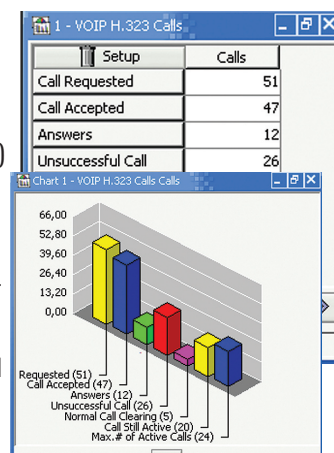 1 - VOIP H.323 Calls
Setup Calls
Call Requested 51
Call Accepted 47
Answers 12
Unsuccessful Call 26
Chart 1 - VOIP H.323 Calls Calls
66,00
52,80
39,60
26,40
13,20
0,00
Requested (51)
Call Accepted (47)
Answers (12)
Unsuccessful Call (26)
Normal Call Clearing (5)
Call Still Active (20)
Max.# of Active Calls (24)